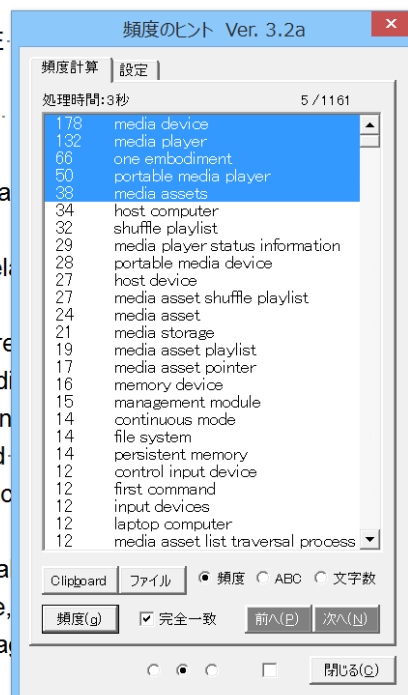 頻度のヒント Ver. 3.2a
頻度計算
設定
処理時間:3秒
5 /1161
178 media device
132 media player
66 one embodiment
50 portable media player
38 media assets
34 host computer
32 shuffle playlist
29 media player status information
28 portable media device
27 host device
27 media asset shuffle playlist
24 media asset
21 media storage
19 media asset playlist
17 media asset pointer
16 memory device
15 management module
14 continuous mode
14 file system
14 persistent memory
12 control input device
12 first command
12 input devices
12 laptop computer
12 media asset list traversal process
Clipboard ファイル 頻度 ABC 文字数
頻度(g) 完全一致 前へ(P) 次へ(N)
閉じる(C)